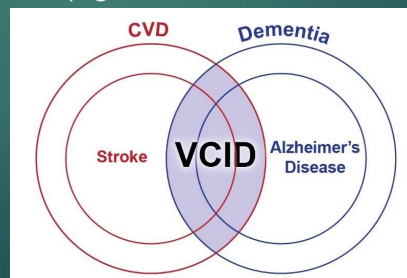 CVD
Dementia
Stroke
VCID
Alzheimer's
Disease